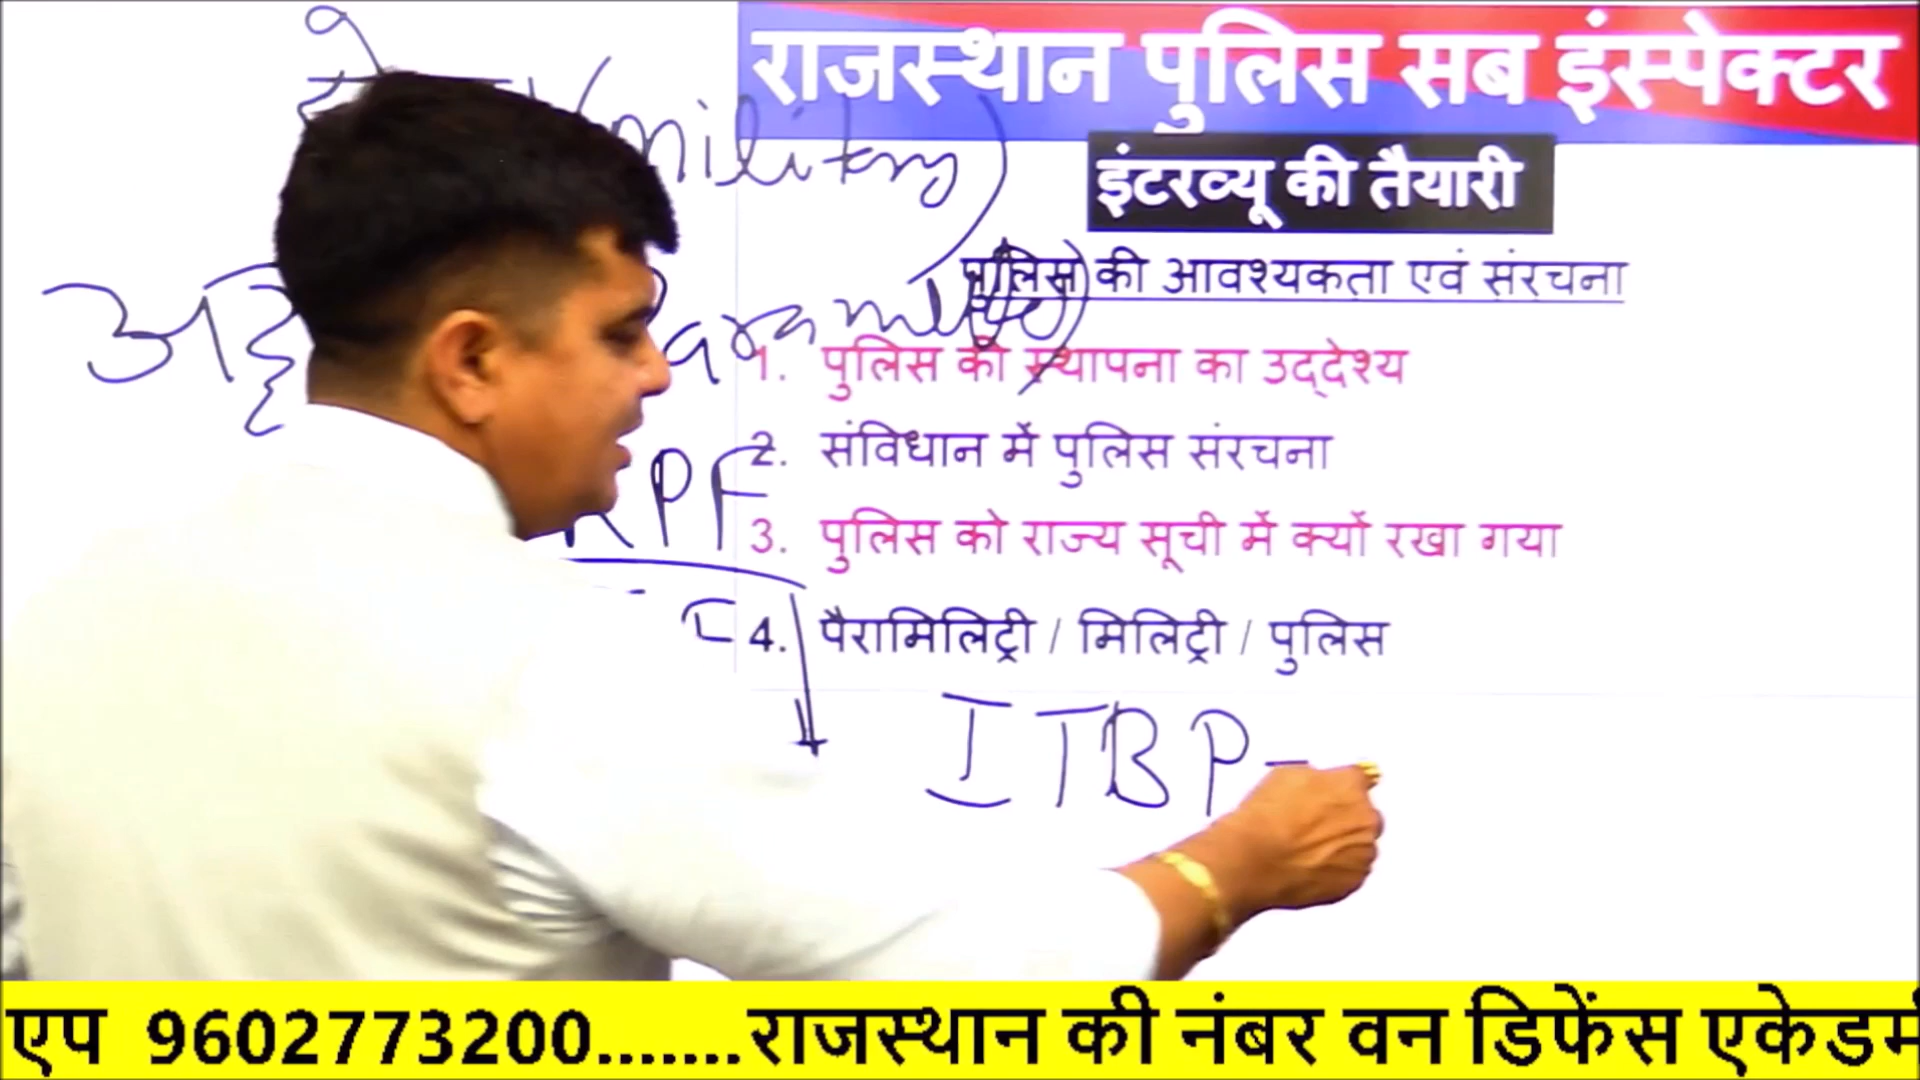 राजस्थान पुलिस सब इंस्पेक्टर
इंटरव्यू की तैयारी
(military)
पुलिस की आवश्यकता एवं संरचना
1. पुलिस की स्थापना का उद्देश्य
2. संविधान में पुलिस संरचना
RPF
3. पुलिस को राज्य सूची में क्यों रखा गया
4. पैरामिलिट्री / मिलिट्री / पुलिस
ITBP -
एप 9602773200.......राजस्थान की नंबर वन डिफेंस एकेडमी